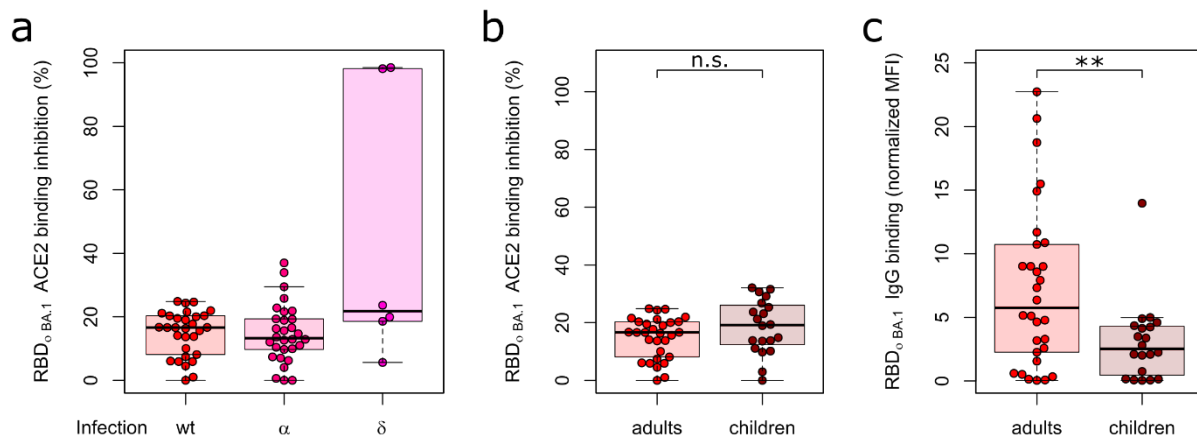 a
RBDο BA.1 ACE2 binding inhibition (%)
100
80
60
40
20
0
Infection wt α δ
b
n.s.
RBDο BA.1 ACE2 binding inhibition (%)
100
80
60
40
20
0
adults children
c
**
RBDο BA.1 IgG binding (normalized MFI)
25
20
15
10
5
0
adults children